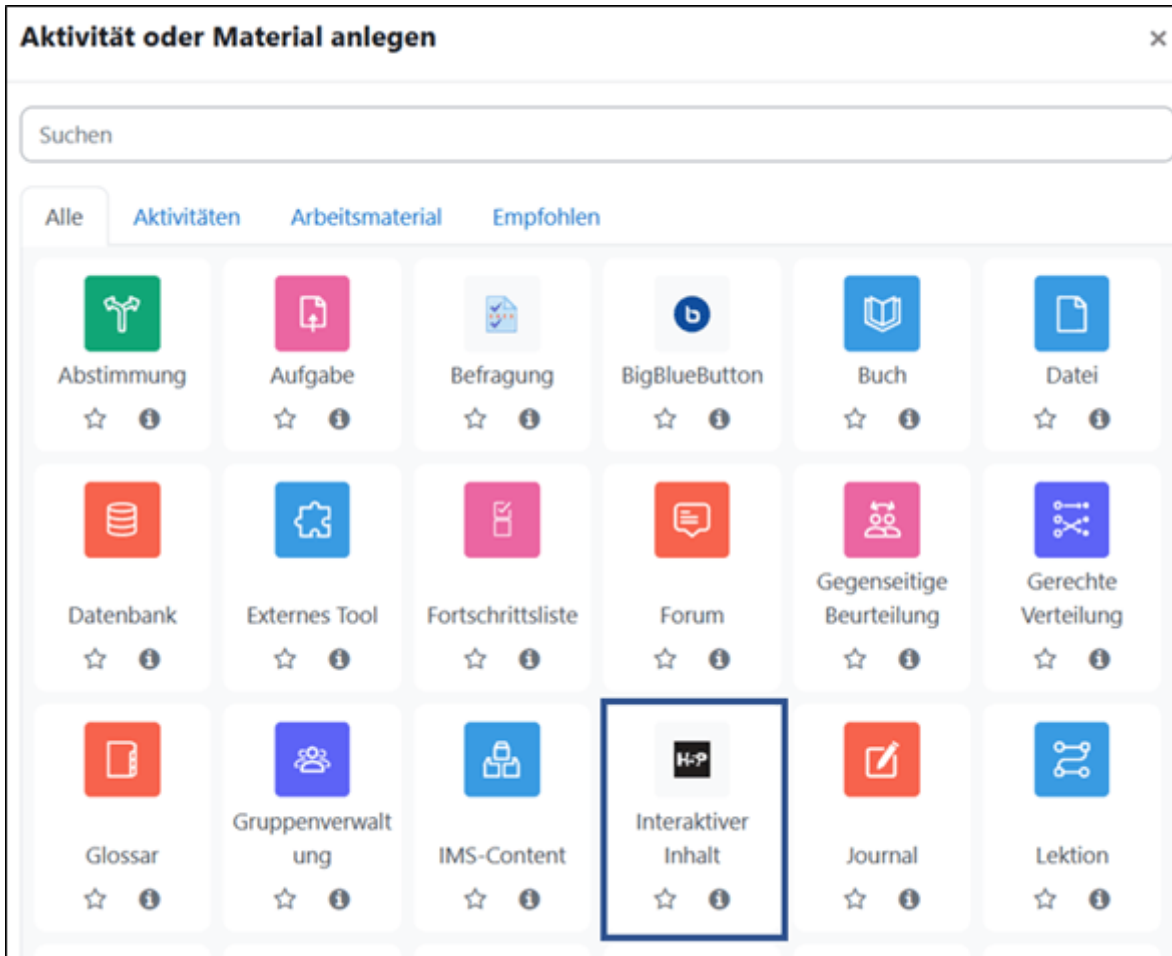 Aktivität oder Material anlegen
Suchen
Alle Aktivitäten Arbeitsmaterial Empfohlen
Abstimmung Aufgabe Befragung BigBlueButton Buch Datei
Datenbank Externes Tool Fortschrittsliste Forum Gegenseitige Beurteilung Gerechte Verteilung
Glossar Gruppenverwalt ung IMS-Content H5P Interaktiver Inhalt Journal Lektion